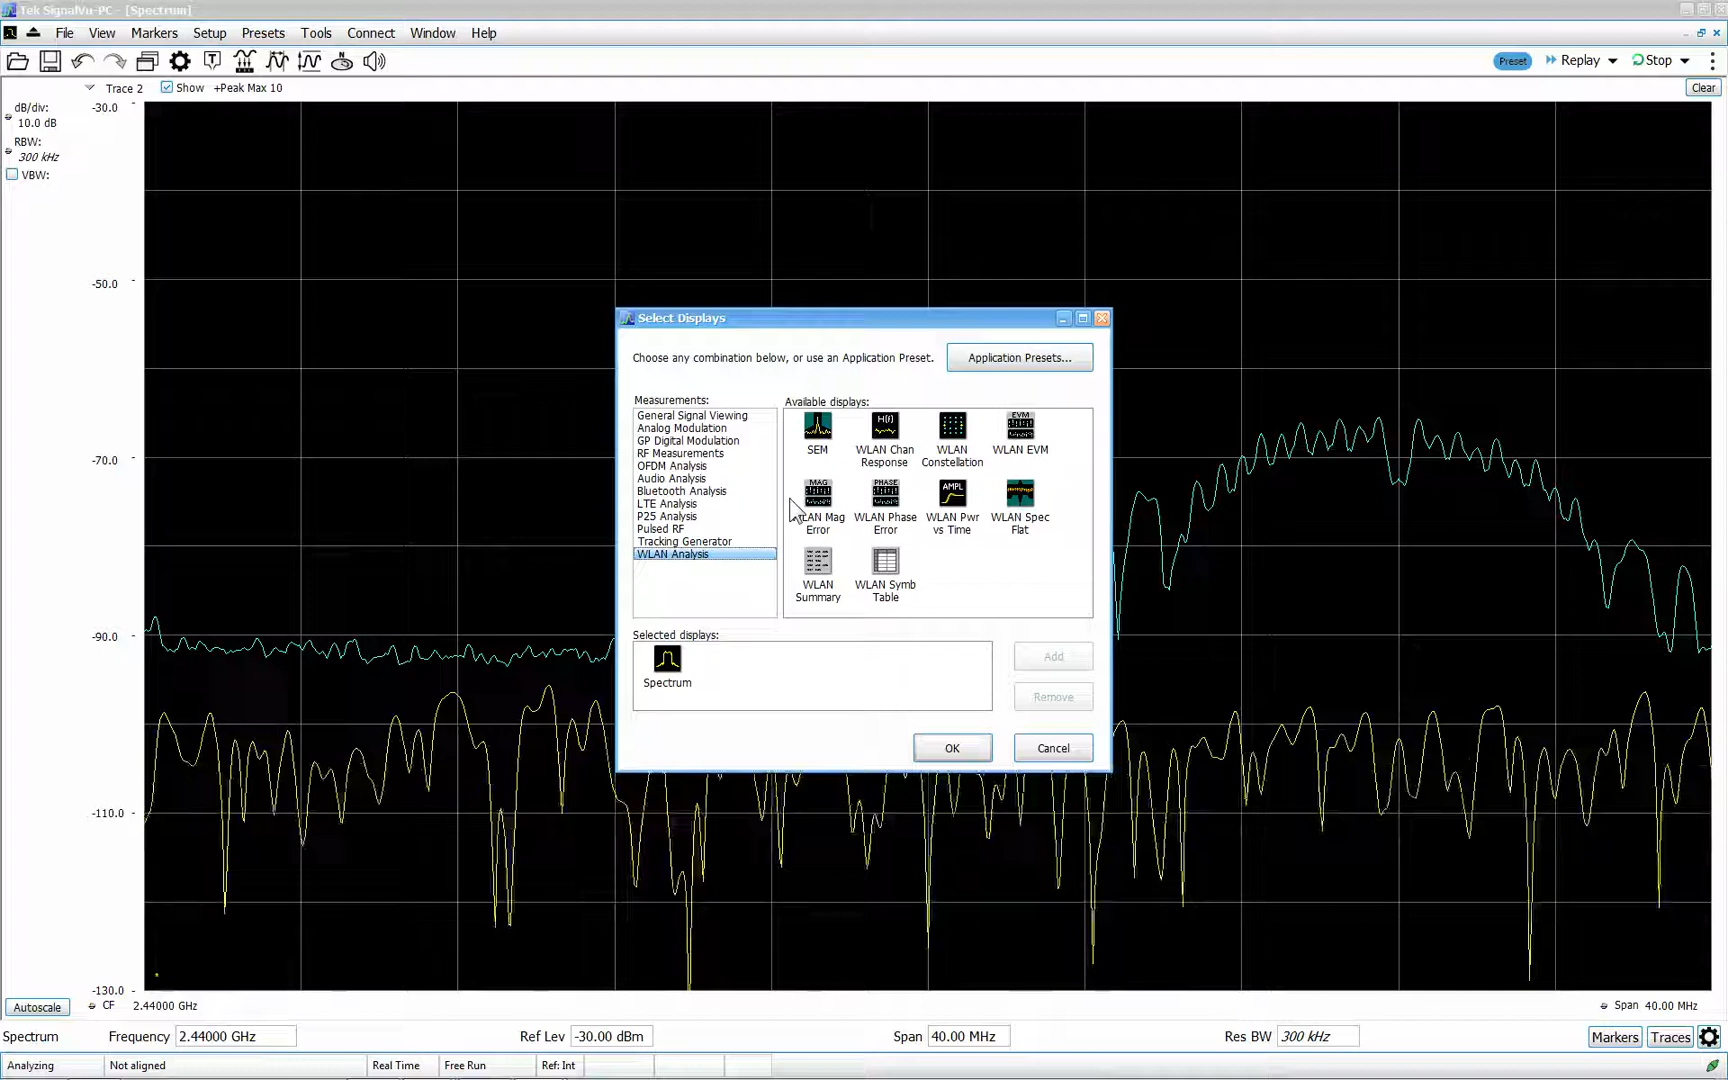 Tek SignalVu-PC - [Spectrum]
File View Markers Setup Presets Tools Connect Window Help
Preset Replay Stop
Trace 2 Show +Peak Max 10 Clear
dB/div:
10.0 dB
RBW:
300 kHz
VBW:
-30.0
-50.0
-70.0
-90.0
-110.0
-130.0
Select Displays
Choose any combination below, or use an Application Preset. Application Presets...
Measurements:
General Signal Viewing
Analog Modulation
GP Digital Modulation
RF Measurements
OFDM Analysis
Audio Analysis
Bluetooth Analysis
LTE Analysis
P25 Analysis
Pulsed RF
Tracking Generator
WLAN Analysis
Available displays:
H(f) EVM
SEM WLAN Chan Response WLAN Constellation WLAN EVM
MAG PHASE AMPL
WLAN Mag Error WLAN Phase Error WLAN Pwr vs Time WLAN Spec Flat
WLAN Summary WLAN Symb Table
Selected displays:
Spectrum
Add
Remove
OK Cancel
Autoscale CF 2.44000 GHz Span 40.00 MHz
Spectrum Frequency 2.44000 GHz Ref Lev -30.00 dBm Span 40.00 MHz Res BW 300 kHz Markers Traces
Analyzing Not aligned Real Time Free Run Ref: Int